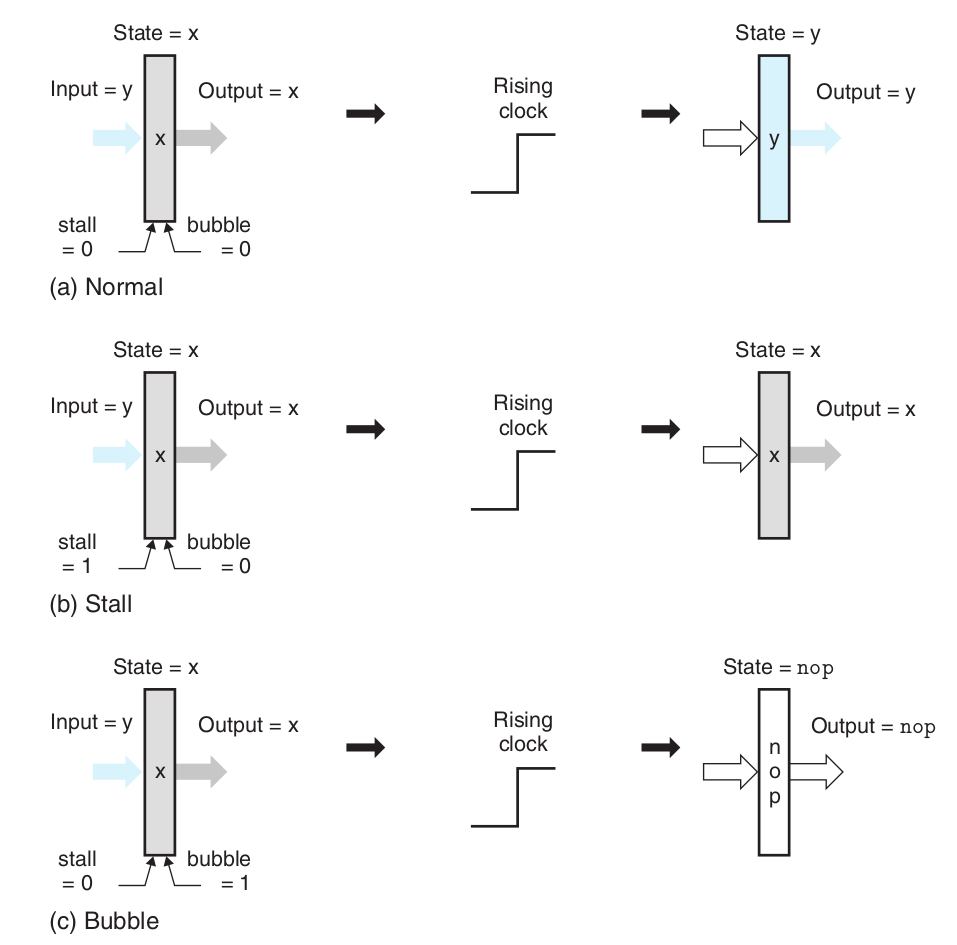 State = x
State = y
Input = y
Output = x
Rising
clock
Output = y
x
y
stall
= 0
bubble
= 0
(a) Normal
State = x
State = x
Input = y
Output = x
Rising
clock
Output = x
x
x
stall
= 1
bubble
= 0
(b) Stall
State = x
State = nop
Input = y
Output = x
Rising
clock
Output = nop
x
n
o
p
stall
= 0
bubble
= 1
(c) Bubble